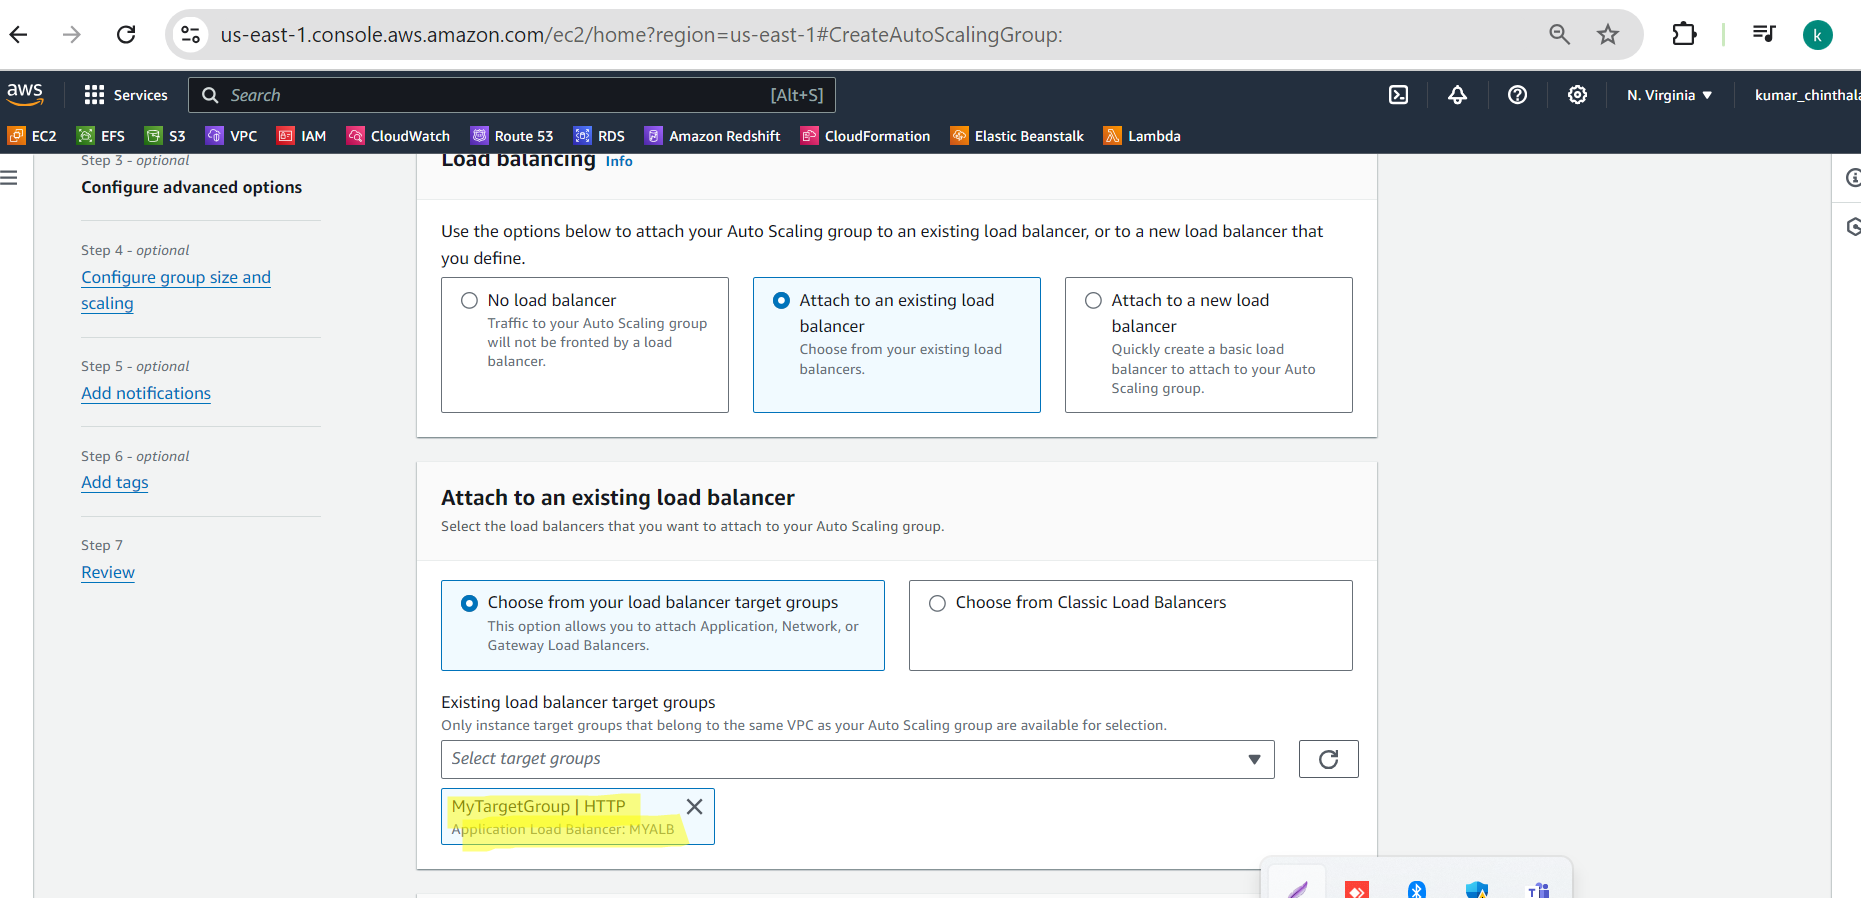 us-east-1.console.aws.amazon.com/ec2/home?region=us-east-1#CreateAutoScalingGroup:
k
aws
Services
Search
[Alt+S]
N. Virginia
kumar_chinthala
EC2
EFS
S3
VPC
IAM
CloudWatch
Route 53
RDS
Amazon Redshift
CloudFormation
Elastic Beanstalk
Lambda
Step 3 - optional
Configure advanced options
Step 4 - optional
Configure group size and
scaling
Step 5 - optional
Add notifications
Step 6 - optional
Add tags
Step 7
Review
Load balancing Info
Use the options below to attach your Auto Scaling group to an existing load balancer, or to a new load balancer that
you define.
No load balancer
Traffic to your Auto Scaling group
will not be fronted by a load
balancer.
Attach to an existing load
balancer
Choose from your existing load
balancers.
Attach to a new load
balancer
Quickly create a basic load
balancer to attach to your Auto
Scaling group.
Attach to an existing load balancer
Select the load balancers that you want to attach to your Auto Scaling group.
Choose from your load balancer target groups
This option allows you to attach Application, Network, or
Gateway Load Balancers.
Choose from Classic Load Balancers
Existing load balancer target groups
Only instance target groups that belong to the same VPC as your Auto Scaling group are available for selection.
Select target groups
MyTargetGroup | HTTP
Application Load Balancer: MYALB